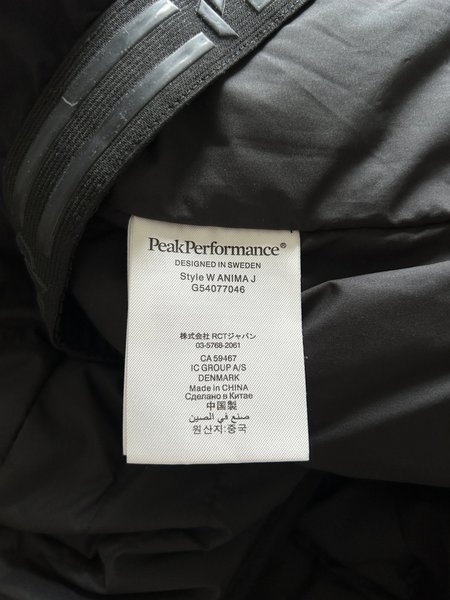 PeakPerformance®
DESIGNED IN SWEDEN
Style W ANIMA J
G54077046
株式会社 RCTジャパン
03-5768-2061
CA 59467
IC GROUP A/S
DENMARK
Made in CHINA
Сделано в Китае
中国製
صنع في الصين
원산지:중국